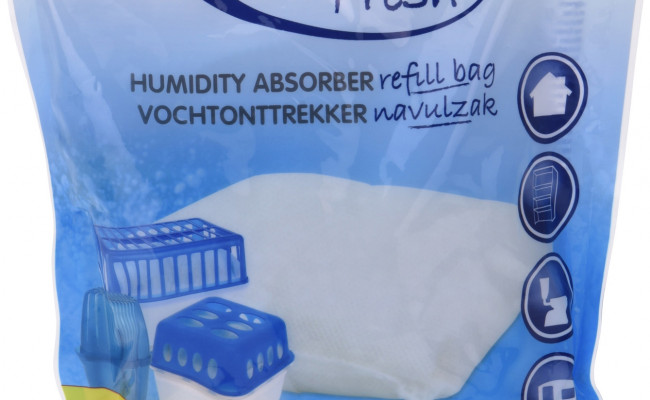 Fresh
HUMIDITY ABSORBER refill bag
VOCHTONTTREKKER navulzak